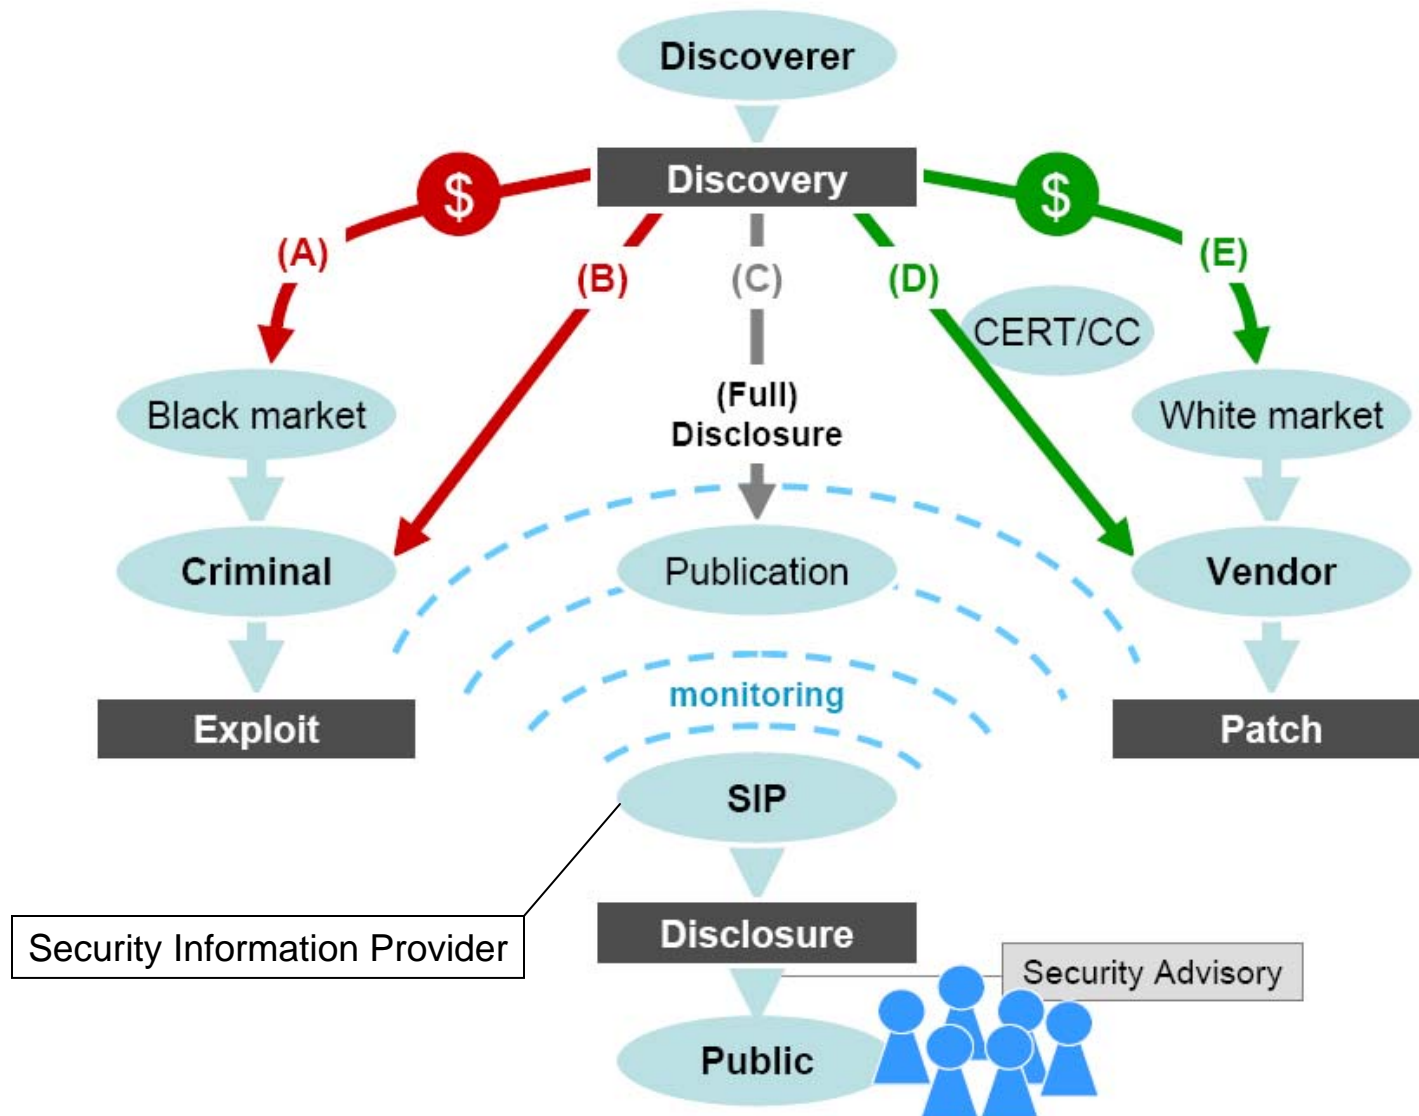 Discoverer
Discovery
$
$
(A)
(B)
(C)
(D)
(E)
CERT/CC
(Full)
Disclosure
Black market
White market
Criminal
Publication
Vendor
monitoring
Exploit
Patch
SIP
Security Information Provider
Disclosure
Security Advisory
Public